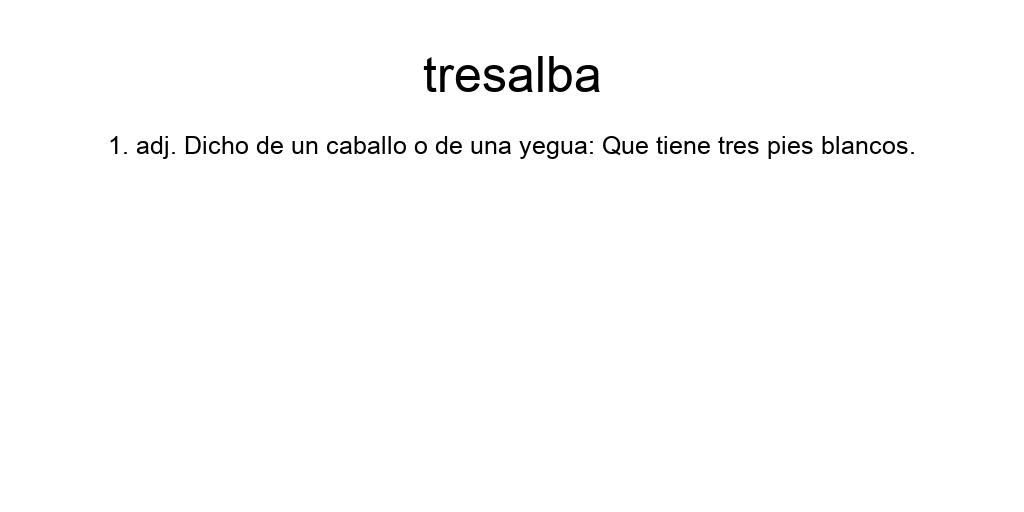 tresalba
1. adj. Dicho de un caballo o de una yegua: Que tiene tres pies blancos.